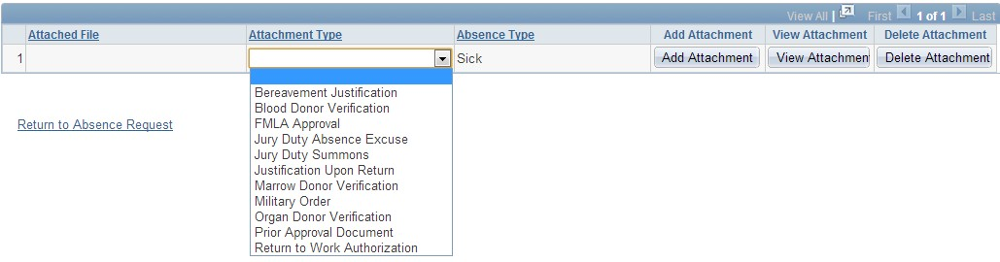 View All | First 1 of 1 Last
Attached File Attachment Type Absence Type Add Attachment View Attachment Delete Attachment
1 Sick Add Attachment View Attachment Delete Attachment
Bereavement Justification
Blood Donor Verification
FMLA Approval
Jury Duty Absence Excuse
Jury Duty Summons
Justification Upon Return
Marrow Donor Verification
Military Order
Organ Donor Verification
Prior Approval Document
Return to Work Authorization
Return to Absence Request